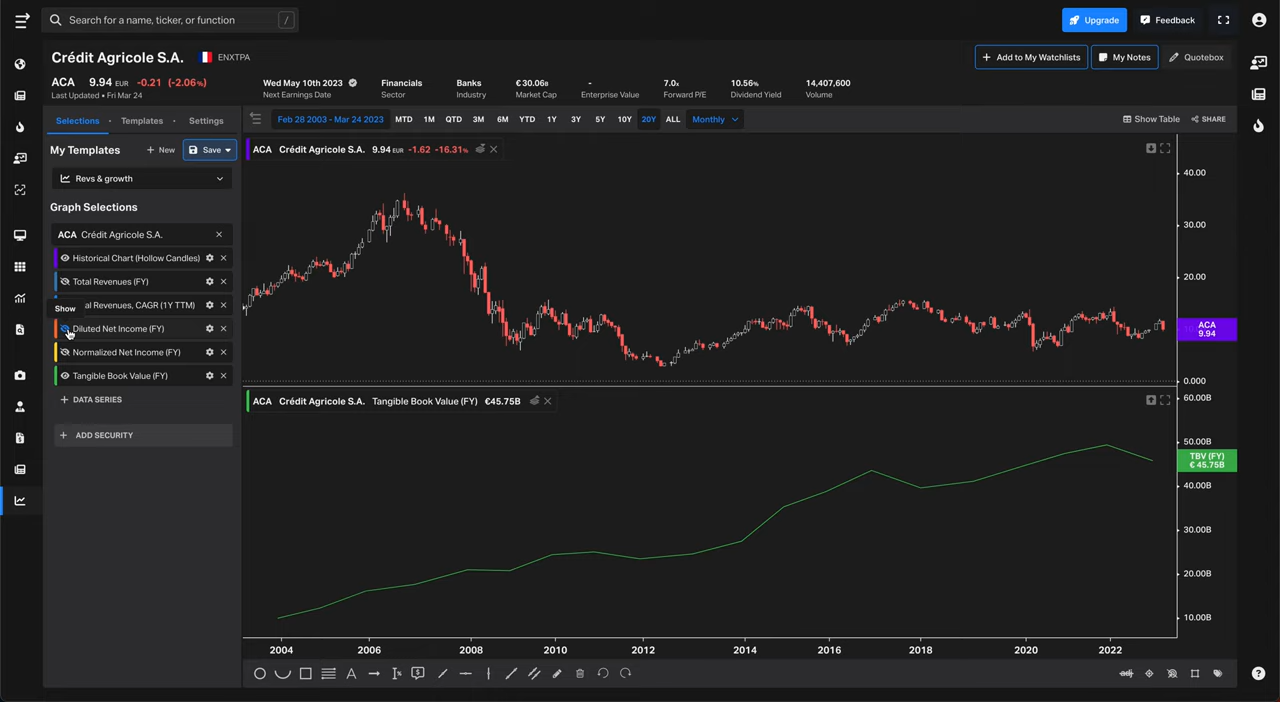 Search for a name, ticker, or function /
Upgrade
Feedback
Crédit Agricole S.A. ENXTPA
Add to My Watchlists
My Notes
Quotebox
ACA 9.94 EUR -0.21 (-2.06%)
Last Updated • Fri Mar 24
Wed May 10th 2023
Next Earnings Date
Financials
Sector
Banks
Industry
€30.06B
Market Cap
-
Enterprise Value
7.0x
Forward P/E
10.56%
Dividend Yield
14,407,600
Volume
Selections • Templates • Settings
Feb 28 2003 - Mar 24 2023 MTD 1M QTD 3M 6M YTD 1Y 3Y 5Y 10Y 20Y ALL Monthly
Show Table
SHARE
My Templates + New Save
Revs & growth
Graph Selections
ACA Crédit Agricole S.A.
Historical Chart (Hollow Candles)
Total Revenues (FY)
al Revenues, CAGR (1Y TTM)
Show
Diluted Net Income (FY)
Normalized Net Income (FY)
Tangible Book Value (FY)
+ DATA SERIES
+ ADD SECURITY
ACA Crédit Agricole S.A. 9.94 EUR -1.62 -16.31%
40.00
30.00
20.00
ACA
9.94
0.000
ACA Crédit Agricole S.A. Tangible Book Value (FY) €45.75B
60.00B
50.00B
TBV (FY)
€ 45.75B
40.00B
30.00B
20.00B
10.00B
2004 2006 2008 2010 2012 2014 2016 2018 2020 2022